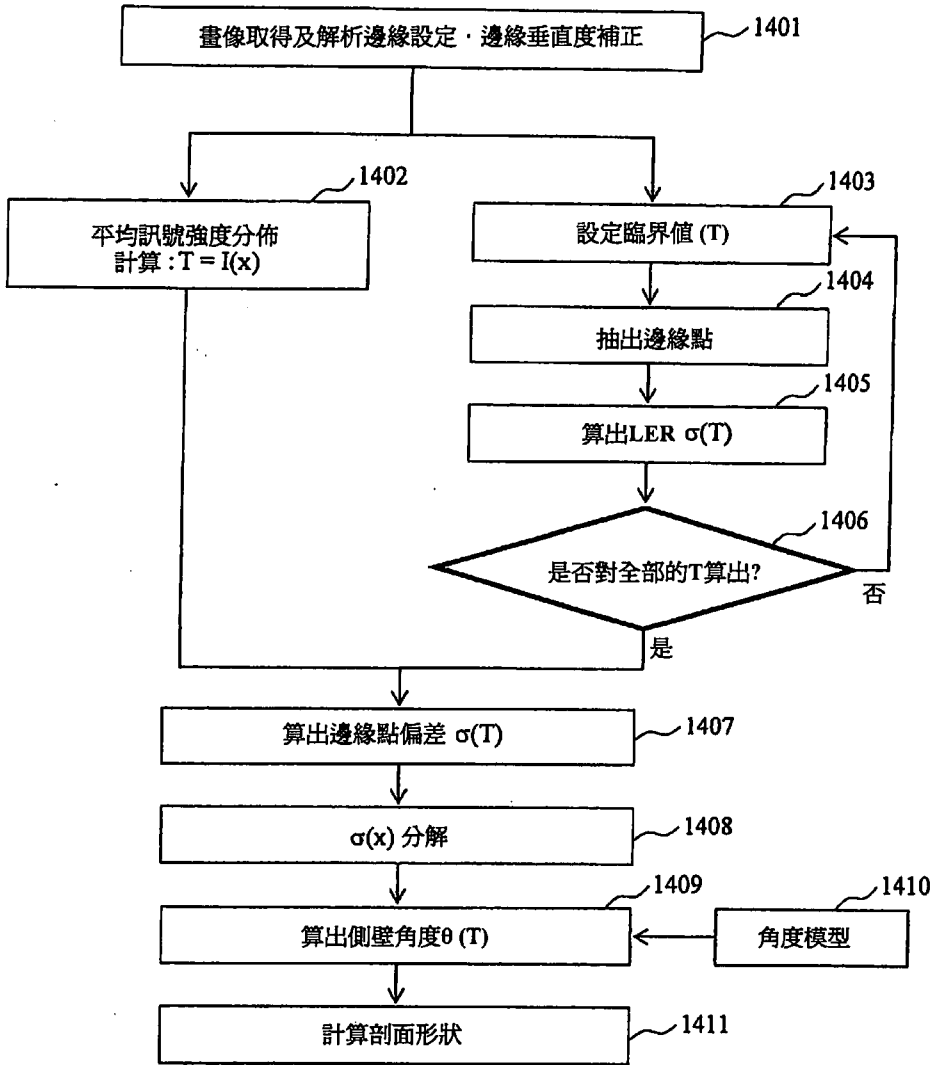 畫像取得及解析邊緣設定・邊緣垂直度補正
1401
1402
平均訊號強度分佈
計算 : T = I(x)
1403
設定臨界值 (T)
1404
抽出邊緣點
1405
算出LER σ(T)
1406
是否對全部的T算出?
否
是
算出邊緣點偏差 σ(T)
1407
σ(x) 分解
1408
1409
算出側壁角度θ (T)
1410
角度模型
計算剖面形狀
1411